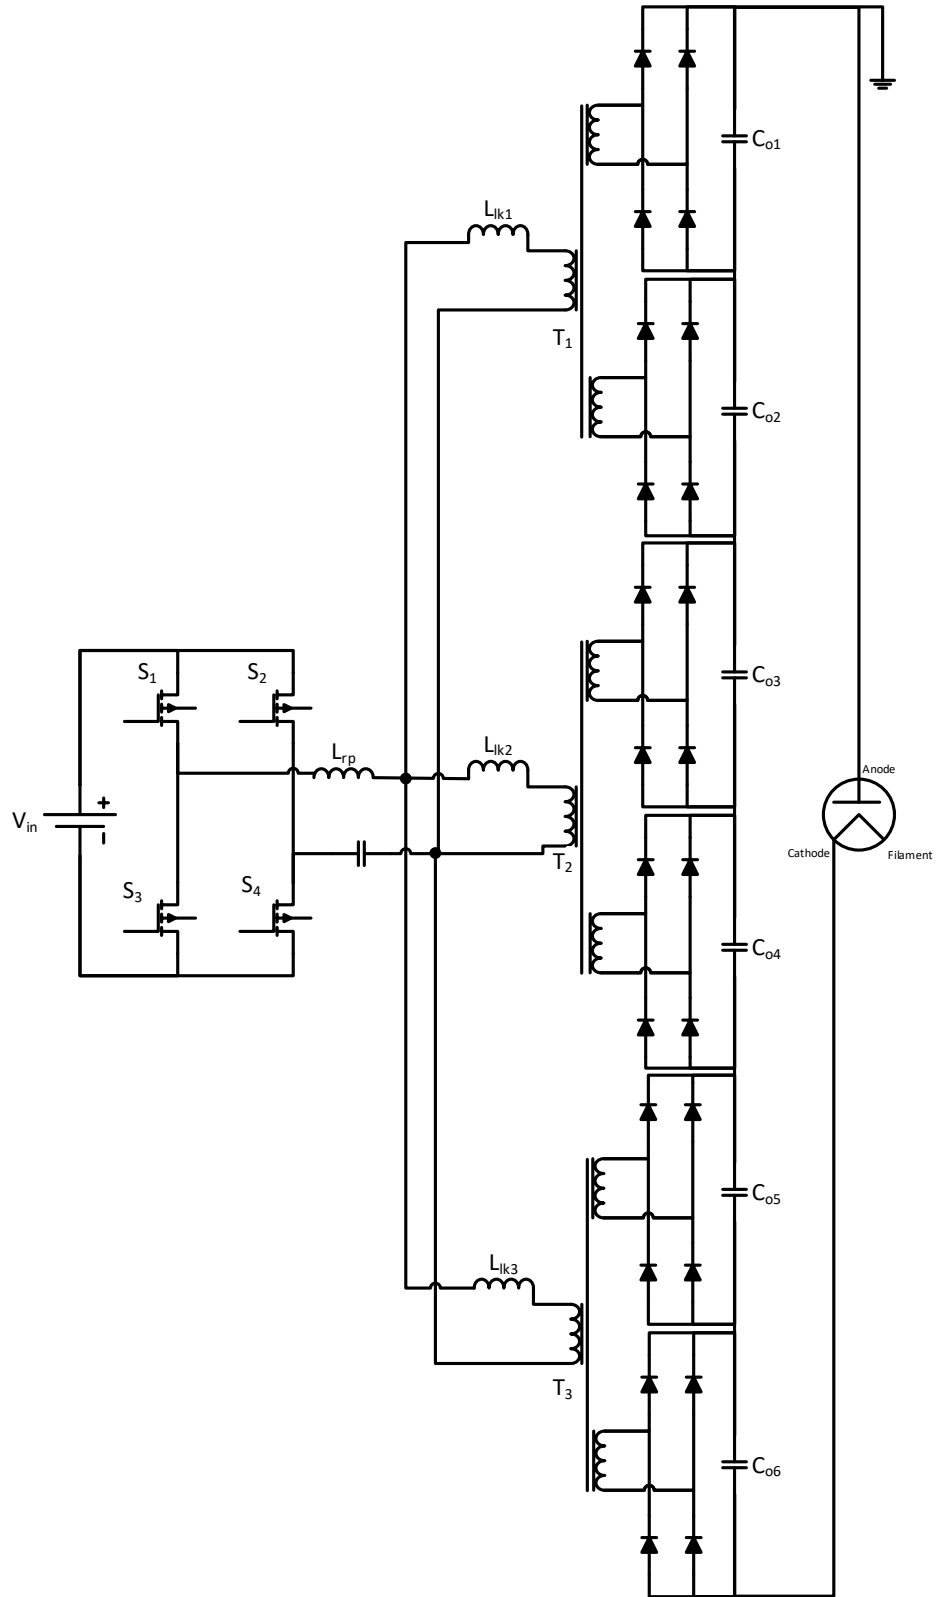 Co1
Llk1
T1
Co2
Co3
S1
S2
Lrp
Llk2
Vin
+
Anode
Cathode
Filament
T2
S3
S4
Co4
Co5
Llk3
T3
Co6